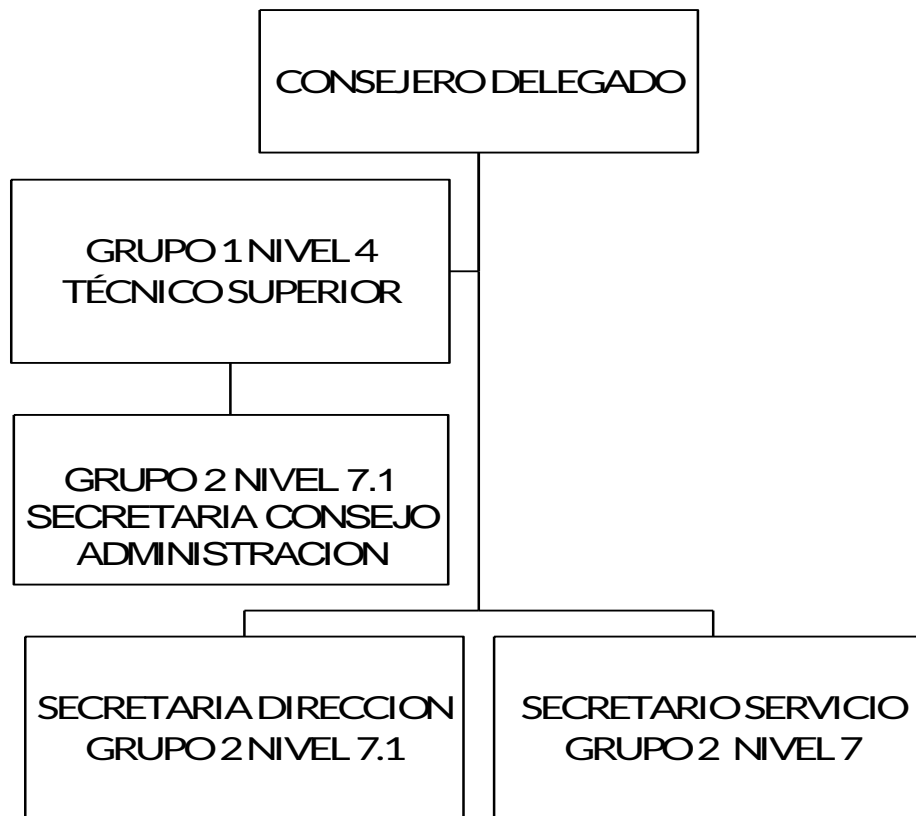 CONSEJERO DELEGADO
GRUPO 1 NIVEL 4
TÉCNICO SUPERIOR
GRUPO 2 NIVEL 7.1
SECRETARIA CONSEJO
ADMINISTRACION
SECRETARIA DIRECCION
GRUPO 2 NIVEL 7.1
SECRETARIO SERVICIO
GRUPO 2 NIVEL 7